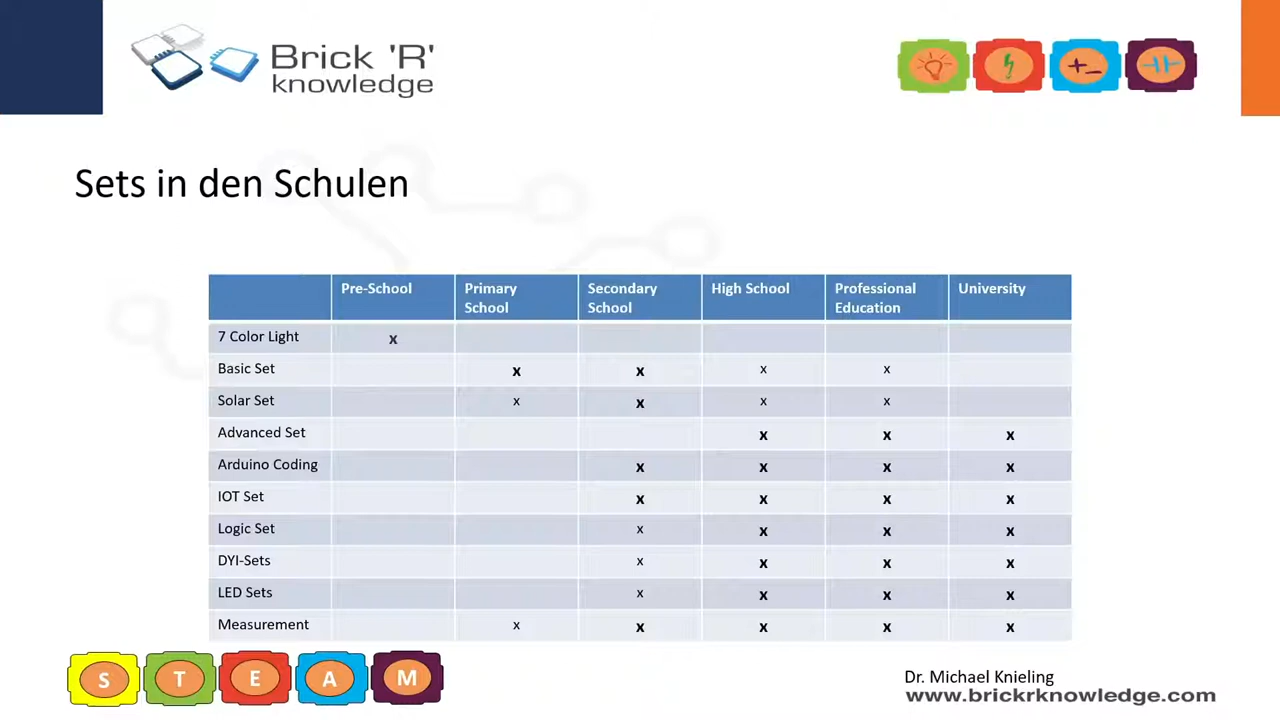 Brick 'R'
knowledge
Sets in den Schulen
Pre-School Primary School Secondary School High School Professional Education University
7 Color Light x
Basic Set x x x x
Solar Set x x x x
Advanced Set x x x
Arduino Coding x x x x
IOT Set x x x x
Logic Set x x x x
DYI-Sets x x x x
LED Sets x x x x
Measurement x x x x x
S T E A M
Dr. Michael Knieling
www.brickrknowledge.com